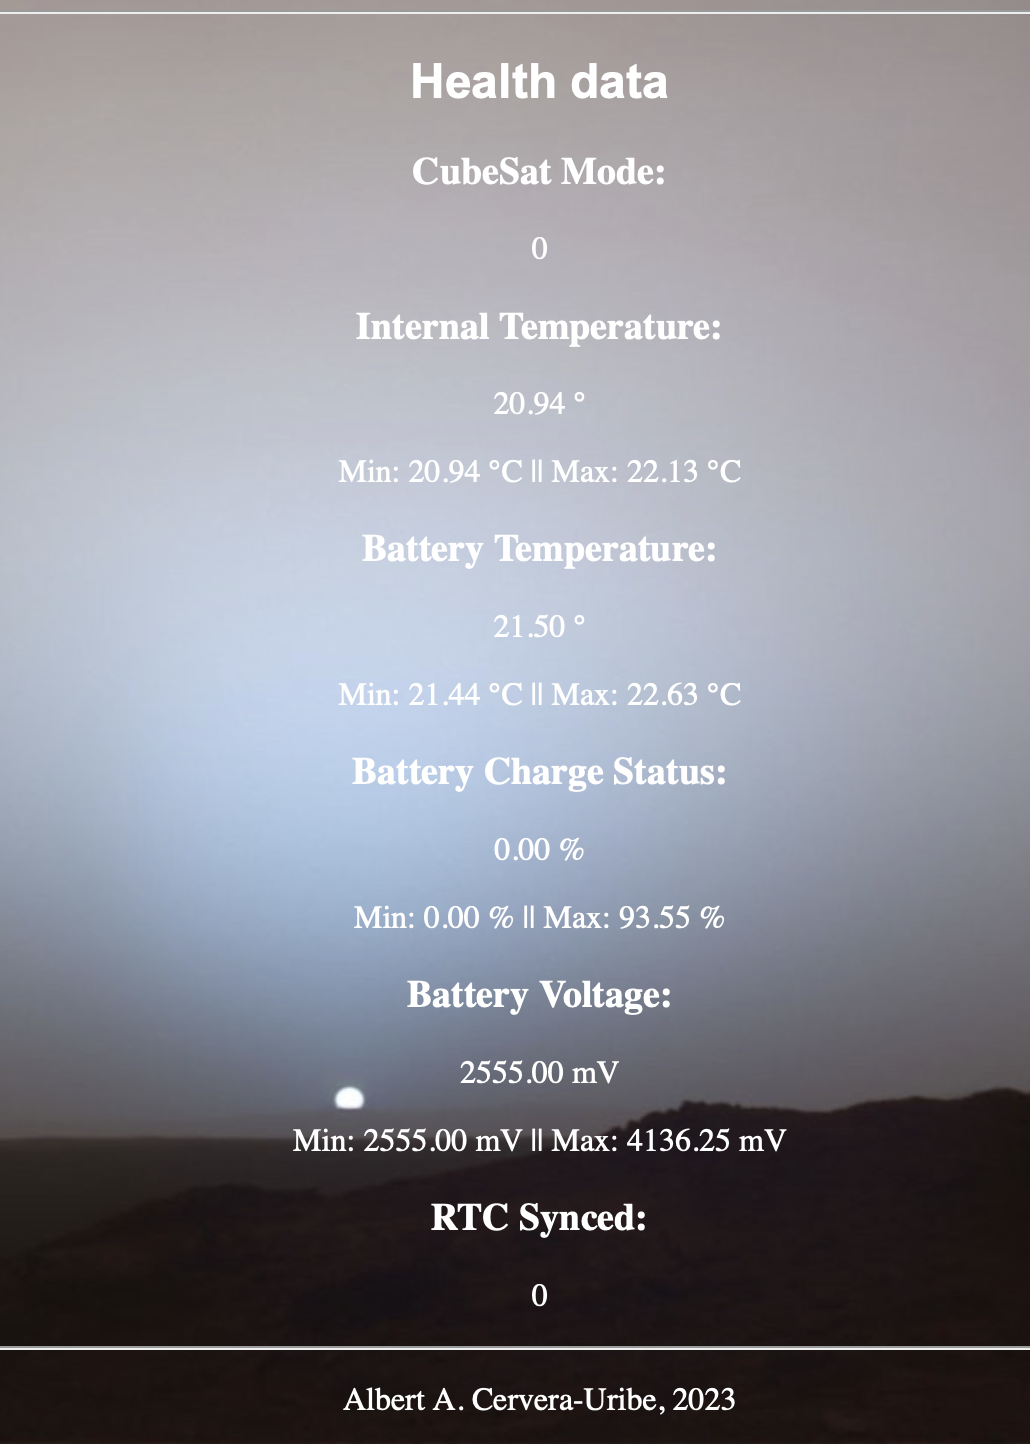 Health data
CubeSat Mode:
0
Internal Temperature:
20.94 °
Min: 20.94 °C || Max: 22.13 °C
Battery Temperature:
21.50 °
Min: 21.44 °C || Max: 22.63 °C
Battery Charge Status:
0.00 %
Min: 0.00 % || Max: 93.55 %
Battery Voltage:
2555.00 mV
Min: 2555.00 mV || Max: 4136.25 mV
RTC Synced:
0
Albert A. Cervera-Uribe, 2023